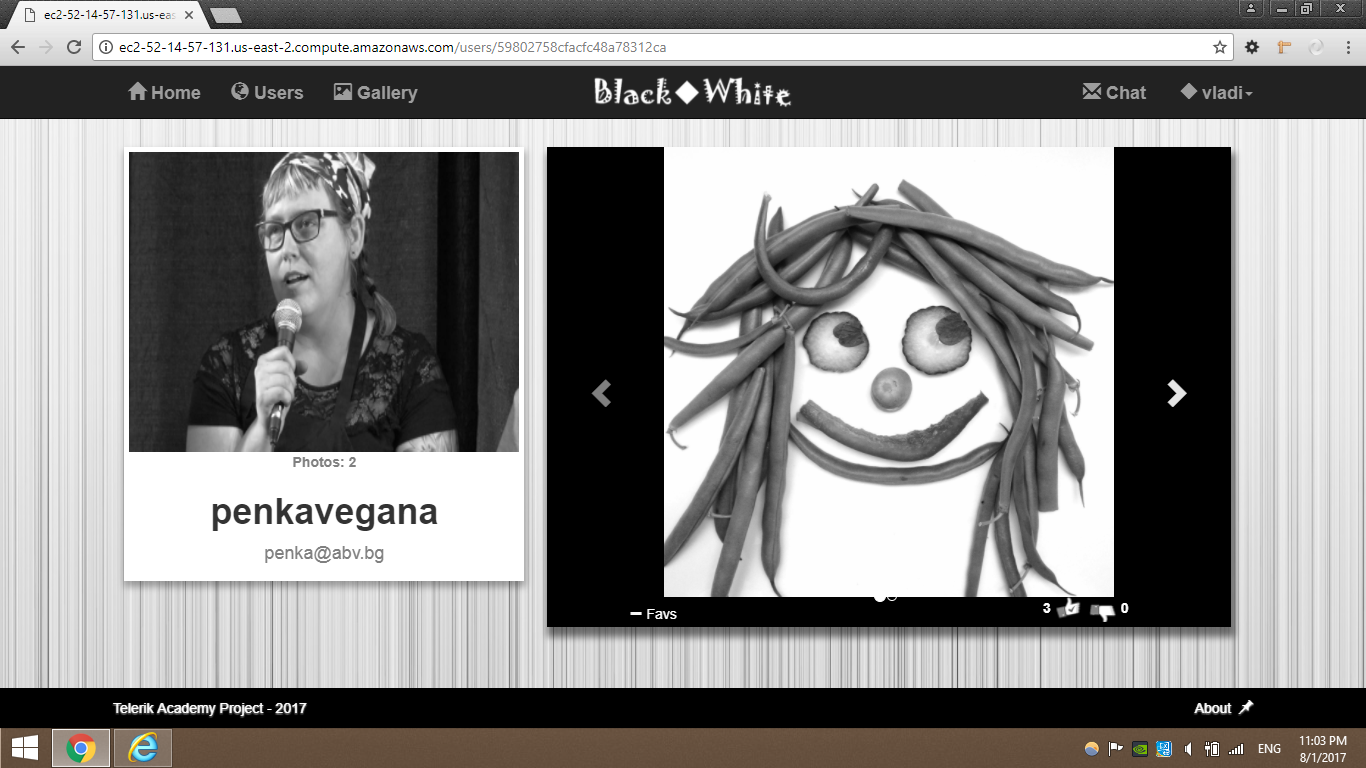 ec2-52-14-57-131.us-eas
ec2-52-14-57-131.us-east-2.compute.amazonaws.com/users/59802758cfacfc48a78312ca
Home Users Gallery Black◆White Chat vladi
Photos: 2
penkavegana
penka@abv.bg
Favs
3 0
Telerik Academy Project - 2017 About
ENG 11:03 PM
8/1/2017